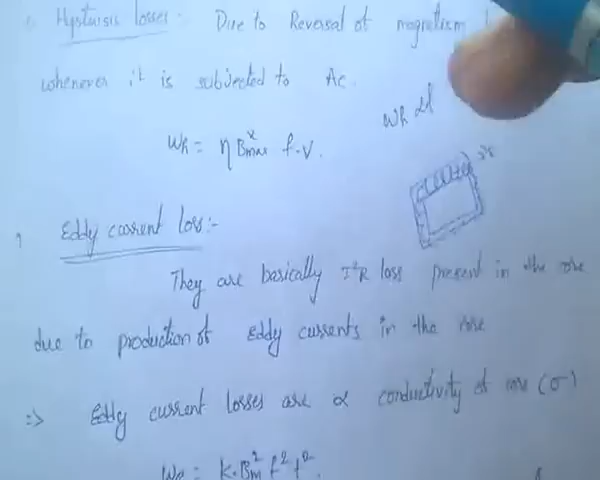 Hystersis losses:- Due to Reversal of magnetism
whenever it is subjected to Ac.
Wh ∝ f
Wh = η Bmax^x f.V.
Eddy current loss:-
They are basically I²R loss present in the core
due to production of Eddy currents in the core
=> Eddy current losses are ∝ conductivity of core (σ)
We = K.Bm² f² t².